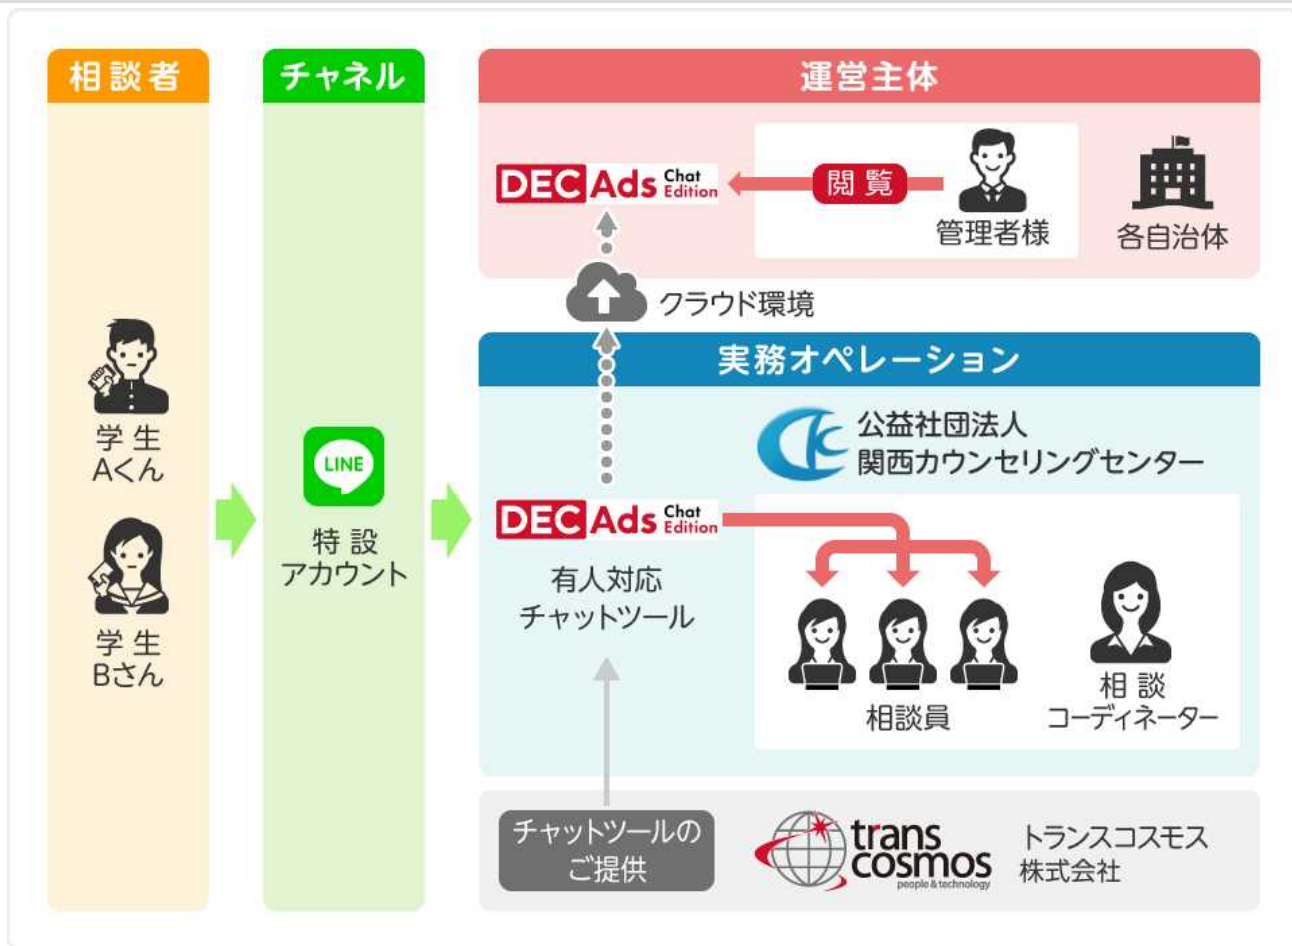 相談者
学生
Aくん
学生
Bさん
チャネル
LINE
特設
アカウント
運営主体
DEC Ads Chat Edition
閲覧
管理者様
各自治体
クラウド環境
実務オペレーション
公益社団法人
関西カウンセリングセンター
DEC Ads Chat Edition
有人対応
チャットツール
相談員
相談
コーディネーター
チャットツールの
ご提供
trans
cosmos
people & technology
トランスコスモス
株式会社